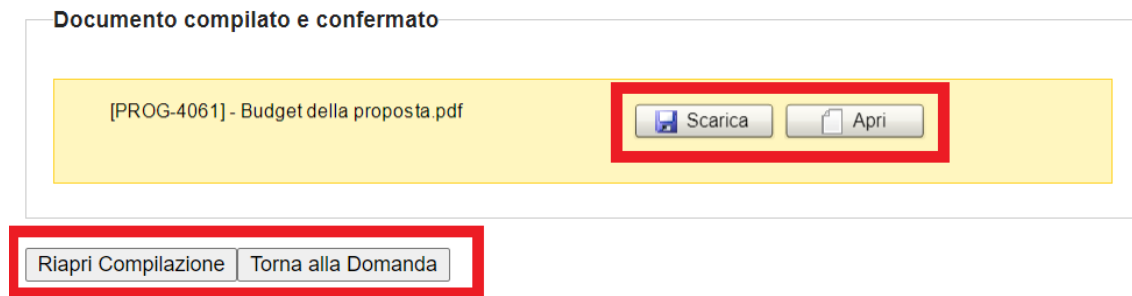 Documento compilato e confermato
[PROG-4061] - Budget della proposta.pdf Scarica Apri
Riapri Compilazione Torna alla Domanda